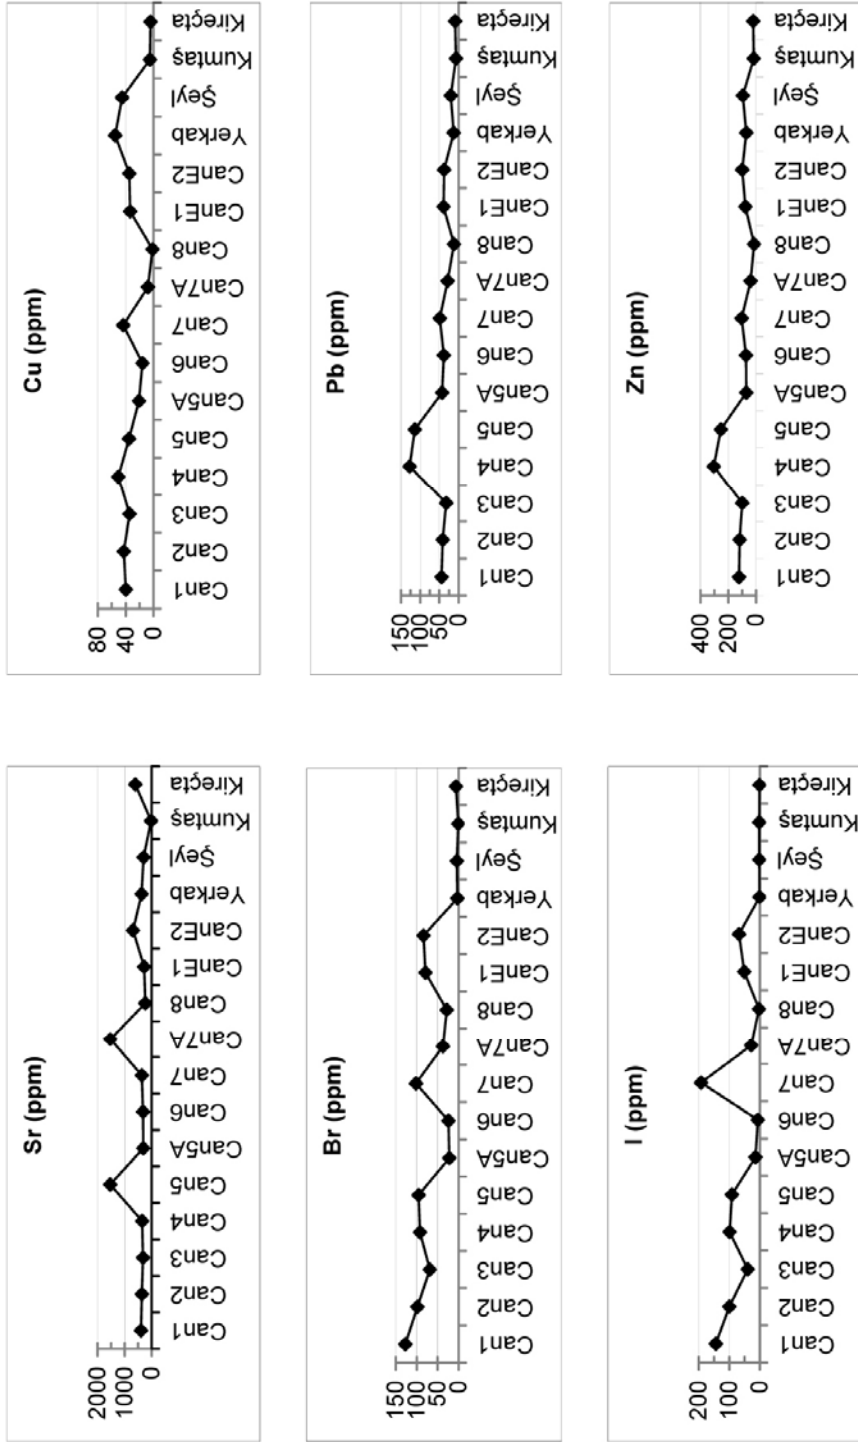 Sr (ppm)
2000
1000
0
Can1
Can2
Can3
Can4
Can5
Can5A
Can6
Can7
Can7A
Can8
CanE1
CanE2
Yerkab
Şeyl
Kumtaş
Kireçta
Cu (ppm)
80
40
0
Can1
Can2
Can3
Can4
Can5
Can5A
Can6
Can7
Can7A
Can8
CanE1
CanE2
Yerkab
Şeyl
Kumtaş
Kireçta
Br (ppm)
150
100
50
0
Can1
Can2
Can3
Can4
Can5
Can5A
Can6
Can7
Can7A
Can8
CanE1
CanE2
Yerkab
Şeyl
Kumtaş
Kireçta
Pb (ppm)
150
100
50
0
Can1
Can2
Can3
Can4
Can5
Can5A
Can6
Can7
Can7A
Can8
CanE1
CanE2
Yerkab
Şeyl
Kumtaş
Kireçta
I (ppm)
200
100
0
Can1
Can2
Can3
Can4
Can5
Can5A
Can6
Can7
Can7A
Can8
CanE1
CanE2
Yerkab
Şeyl
Kumtaş
Kireçta
Zn (ppm)
400
200
0
Can1
Can2
Can3
Can4
Can5
Can5A
Can6
Can7
Can7A
Can8
CanE1
CanE2
Yerkab
Şeyl
Kumtaş
Kireçta